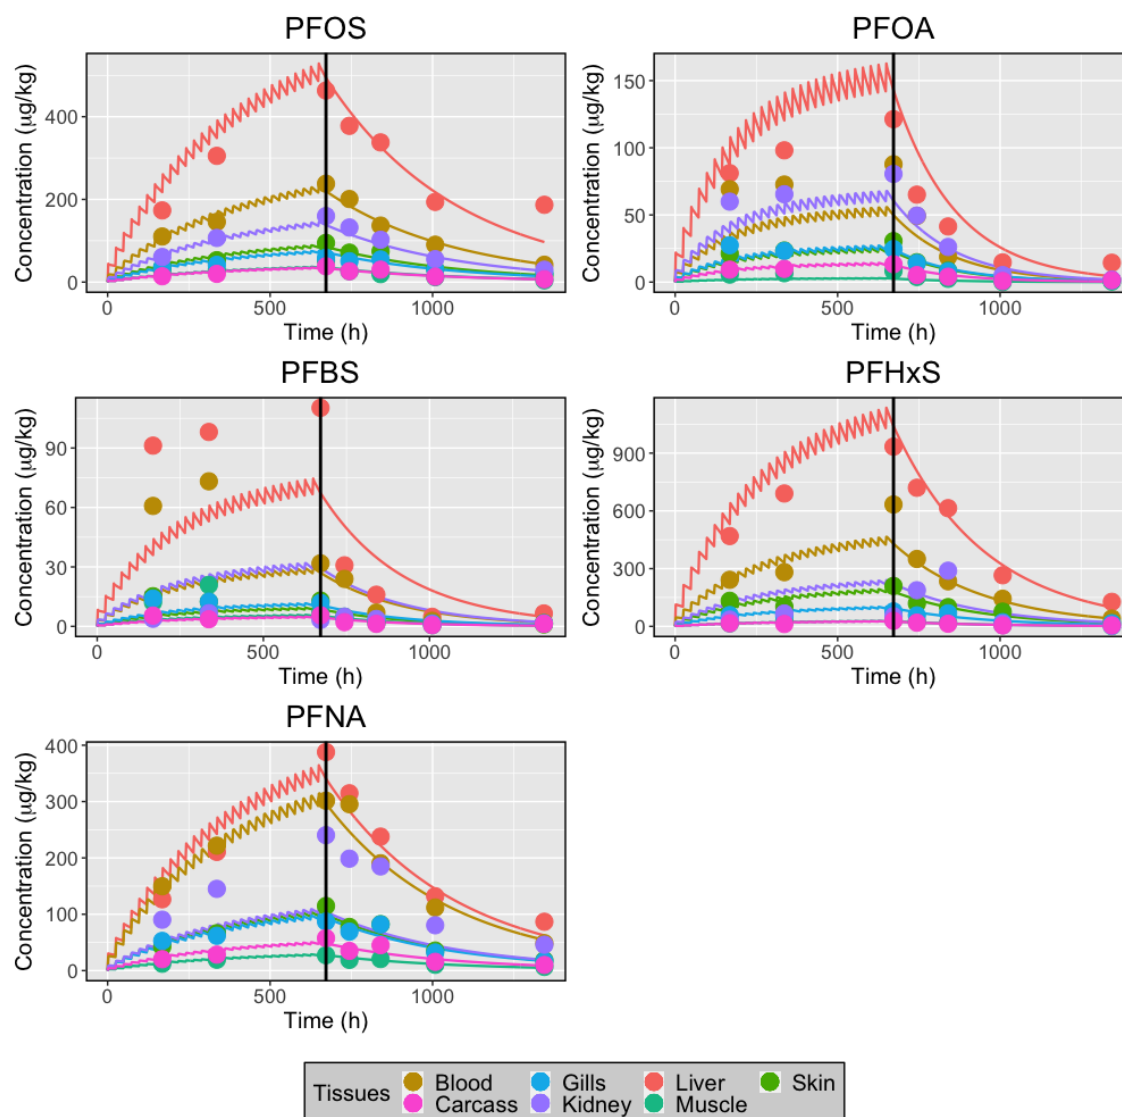 PFOS
PFOA
Concentration (µg/kg)
400
200
0
0
500
1000
Time (h)
Concentration (µg/kg)
150
100
50
0
0
500
1000
Time (h)
PFBS
PFHxS
Concentration (µg/kg)
90
60
30
0
0
500
1000
Time (h)
Concentration (µg/kg)
900
600
300
0
0
500
1000
Time (h)
PFNA
Concentration (µg/kg)
400
300
200
100
0
0
500
1000
Time (h)
Tissues
Blood Gills Liver Skin
Carcass Kidney Muscle